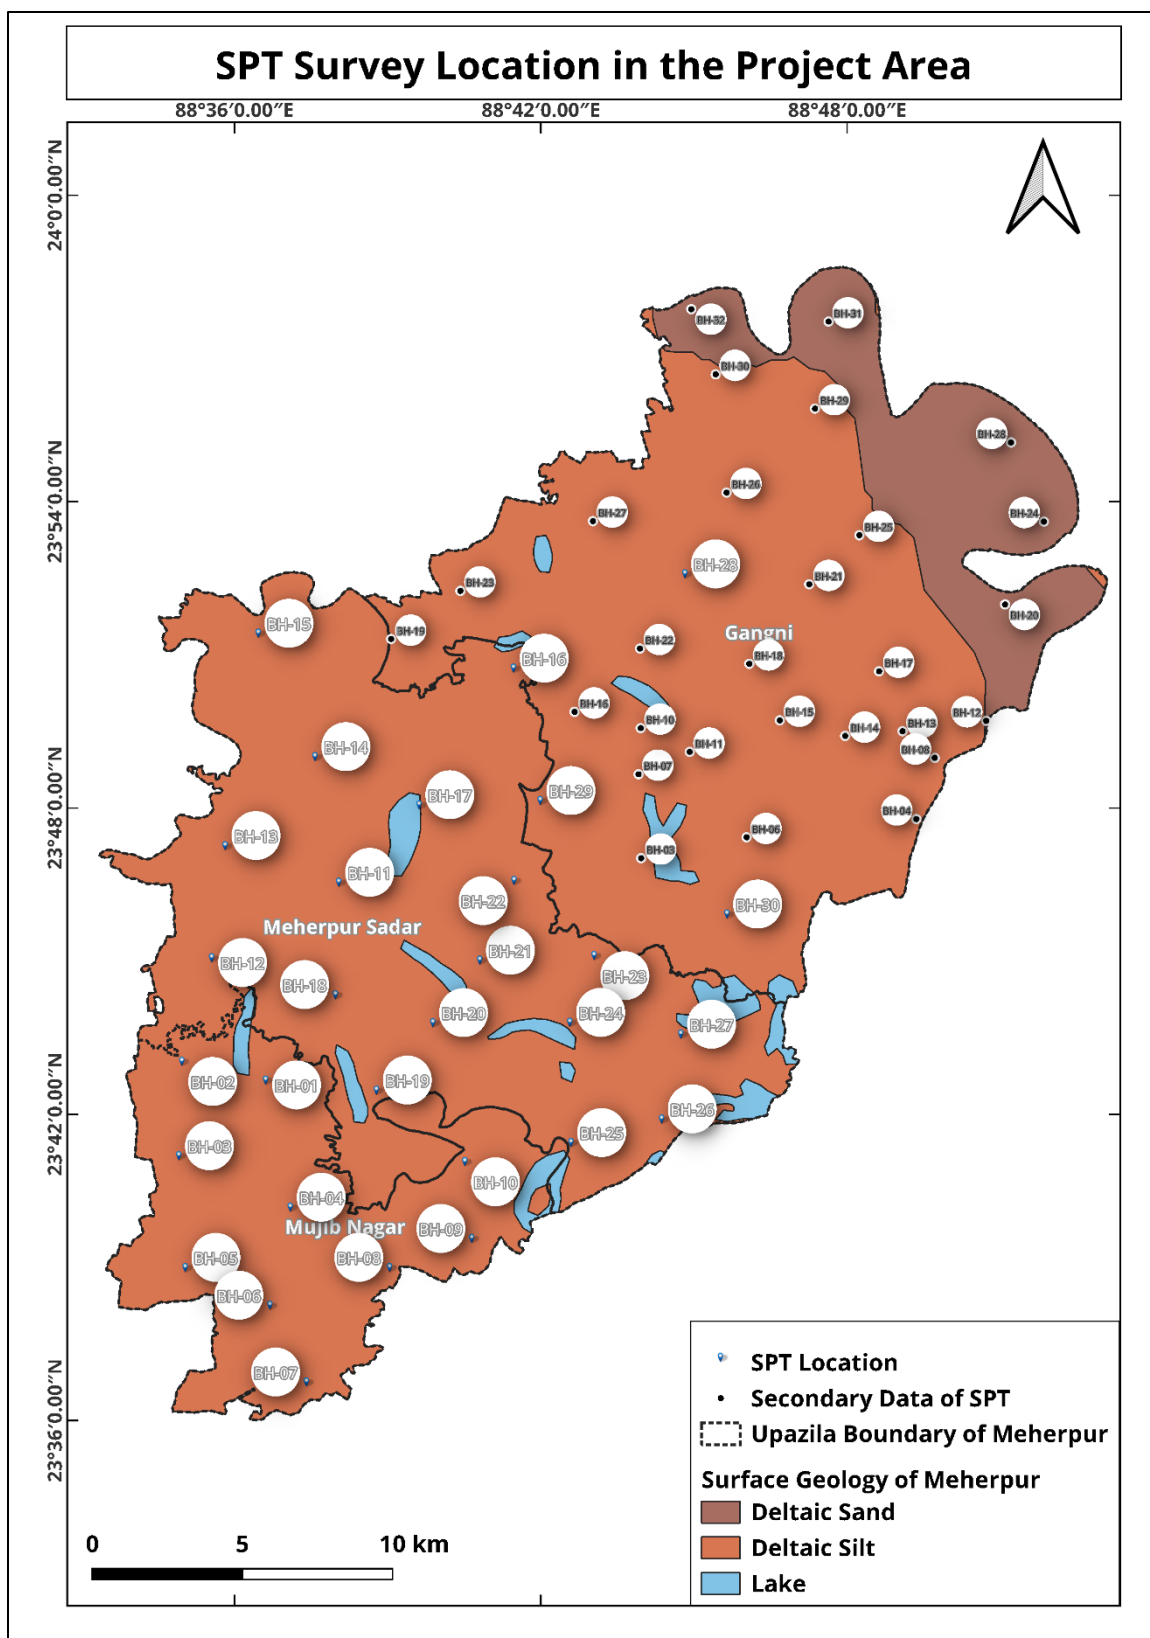 SPT Survey Location in the Project Area
88°36′0.00″E 88°42′0.00″E 88°48′0.00″E
24°0′0.00″N
23°54′0.00″N
23°48′0.00″N
23°42′0.00″N
23°36′0.00″N
BH-31
BH-32
BH-30
BH-29
BH-28
BH-26
BH-27
BH-24
BH-25
BH-28
BH-21
BH-23
BH-20
BH-15
BH-19
Gangni
BH-22
BH-18
BH-16
BH-17
BH-16
BH-15
BH-12
BH-10
BH-13
BH-14
BH-11
BH-14
BH-08
BH-07
BH-29
BH-17
BH-04
BH-06
BH-13
BH-03
BH-11
BH-22
BH-30
Meherpur Sadar
BH-21
BH-12
BH-23
BH-18
BH-20
BH-24
BH-27
BH-19
BH-02
BH-01
BH-26
BH-25
BH-03
BH-10
BH-04
Mujib Nagar
BH-09
BH-05
BH-08
BH-06
BH-07
SPT Location
Secondary Data of SPT
Upazila Boundary of Meherpur
Surface Geology of Meherpur
Deltaic Sand
Deltaic Silt
Lake
0 5 10 km